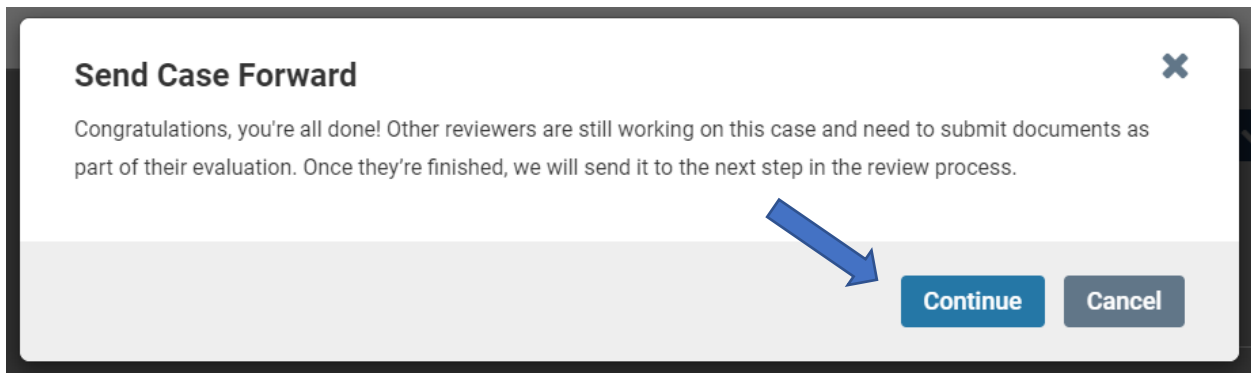 Send Case Forward
Congratulations, you're all done! Other reviewers are still working on this case and need to submit documents as
part of their evaluation. Once they’re finished, we will send it to the next step in the review process.
Continue
Cancel